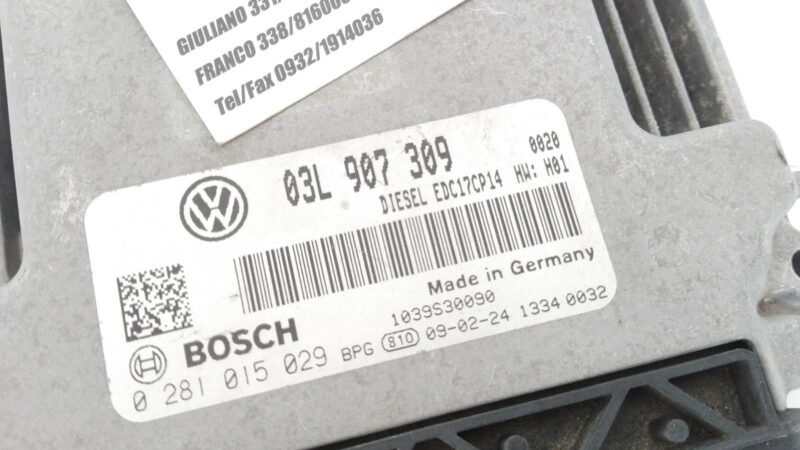 GIULIANO
FRANCO 338/81600
Tel/Fax 0932/1914036
03L 907 309
0020
DIESEL EDC17CP14 HW: H01
Made in Germany
1039S30090
BOSCH
0 281 015 029 BPG 810 09-02-24 1334 0032